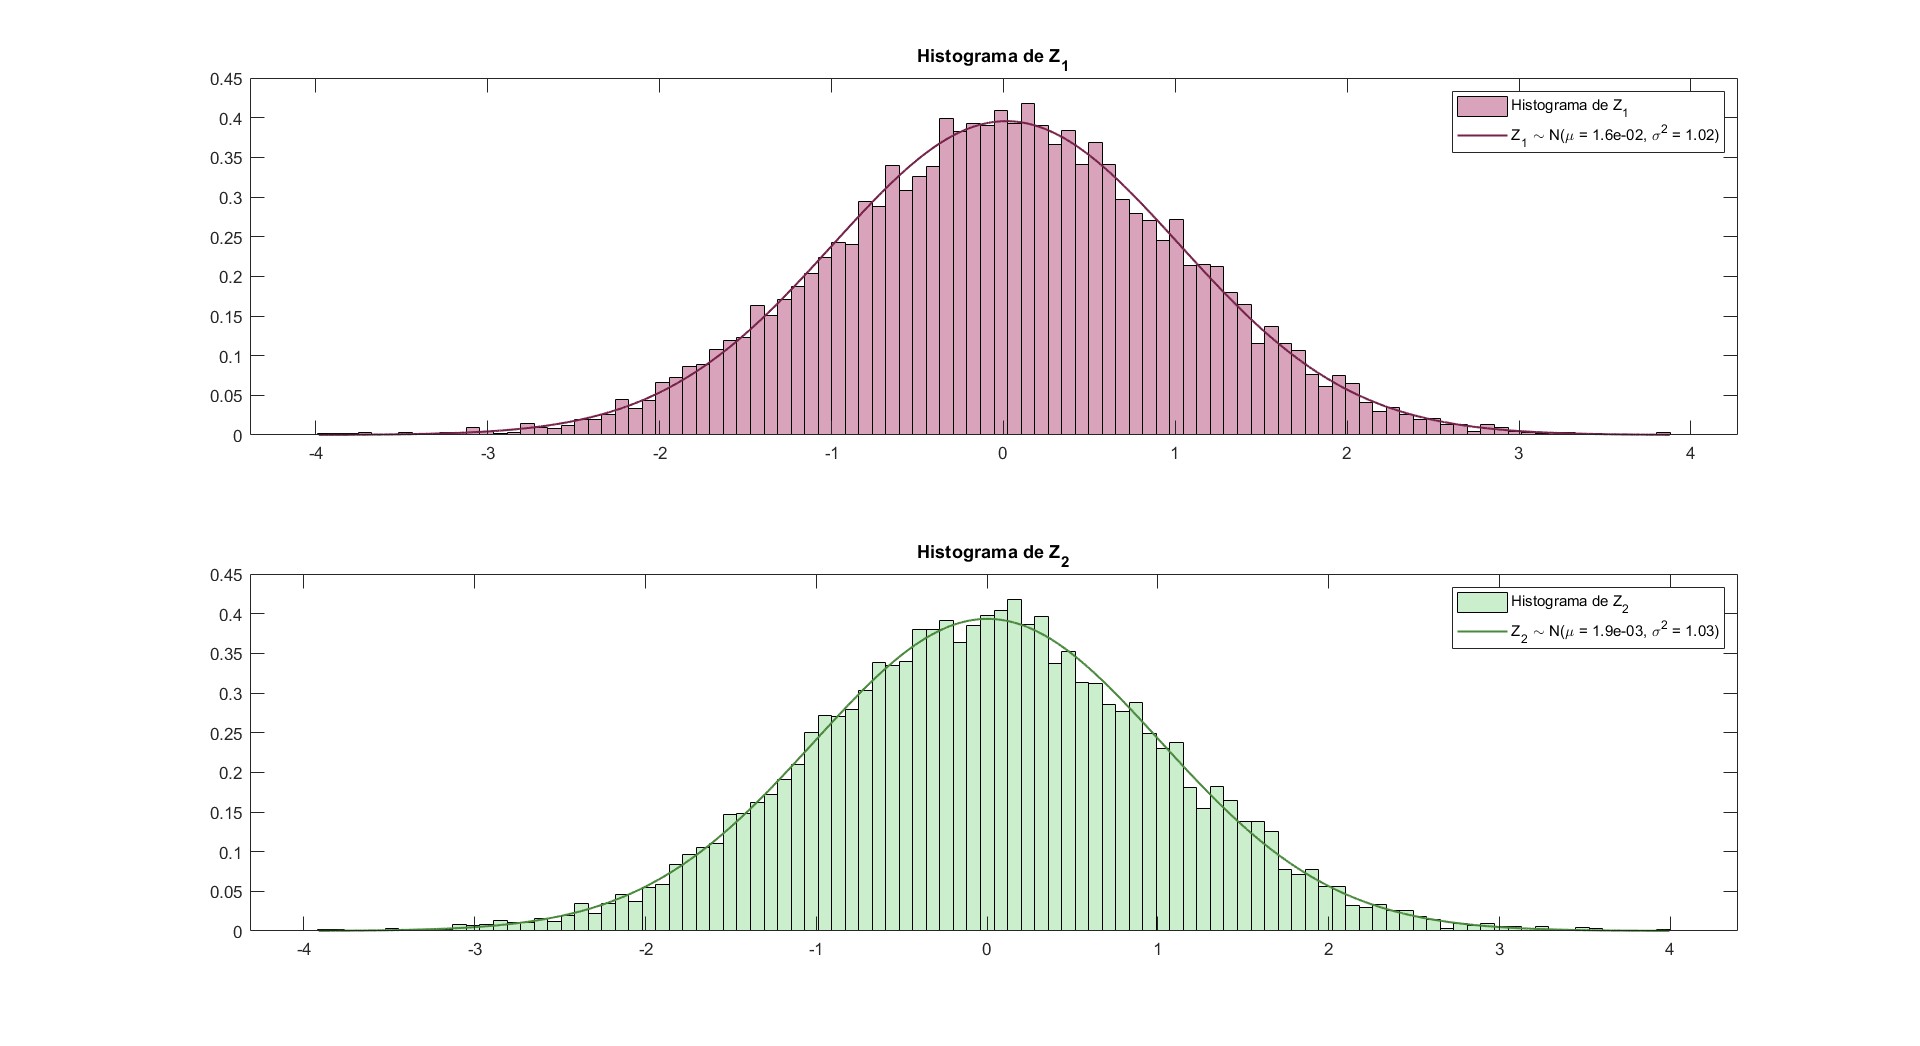 Histograma de Z1
0.45
0.4
0.35
0.3
0.25
0.2
0.15
0.1
0.05
0
-4 -3 -2 -1 0 1 2 3 4
Histograma de Z1
Z1 ~ N(μ = 1.6e-02, σ2 = 1.02)
Histograma de Z2
0.45
0.4
0.35
0.3
0.25
0.2
0.15
0.1
0.05
0
-4 -3 -2 -1 0 1 2 3 4
Histograma de Z2
Z2 ~ N(μ = 1.9e-03, σ2 = 1.03)